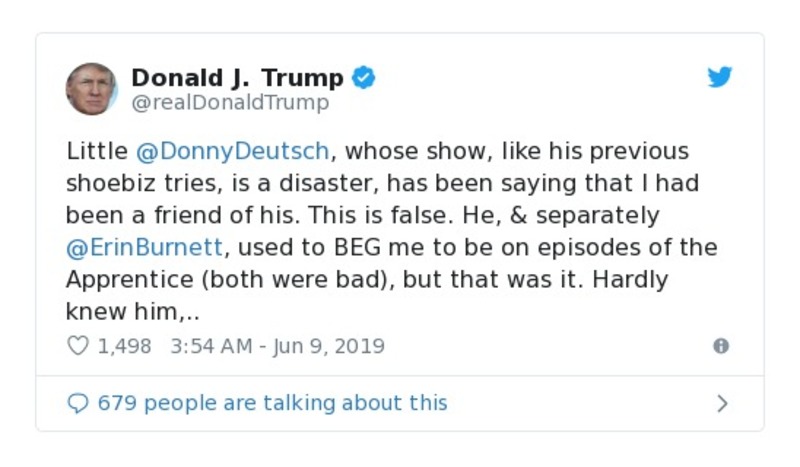 Donald J. Trump
@realDonaldTrump
Little @DonnyDeutsch, whose show, like his previous
shoebiz tries, is a disaster, has been saying that I had
been a friend of his. This is false. He, & separately
@ErinBurnett, used to BEG me to be on episodes of the
Apprentice (both were bad), but that was it. Hardly
knew him,..
1,498 3:54 AM - Jun 9, 2019
679 people are talking about this